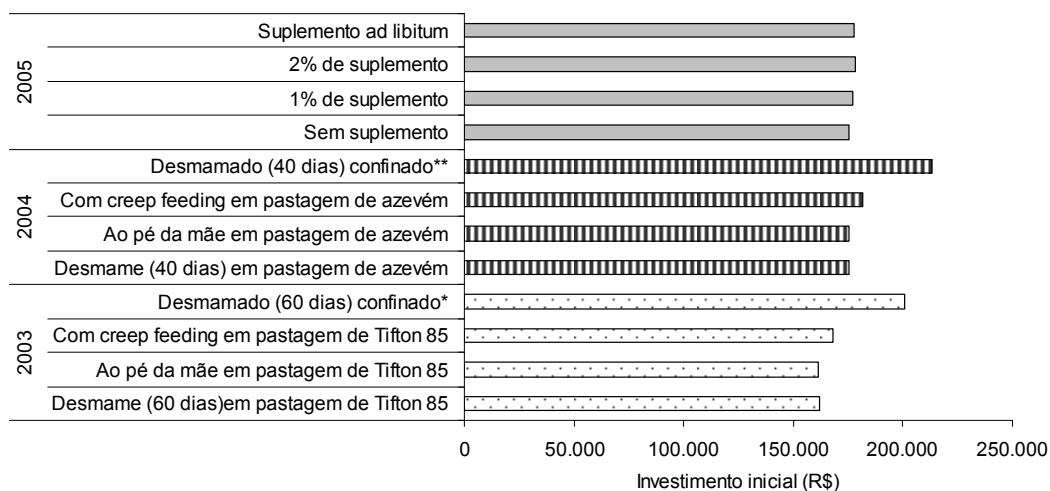 2005
Suplemento ad libitum
2% de suplemento
1% de suplemento
Sem suplemento
2004
Desmamado (40 dias) confinado**
Com creep feeding em pastagem de azevém
Ao pé da mãe em pastagem de azevém
Desmame (40 dias) em pastagem de azevém
2003
Desmamado (60 dias) confinado*
Com creep feeding em pastagem de Tifton 85
Ao pé da mãe em pastagem de Tifton 85
Desmame (60 dias)em pastagem de Tifton 85
0 50.000 100.000 150.000 200.000 250.000
Investimento inicial (R$)